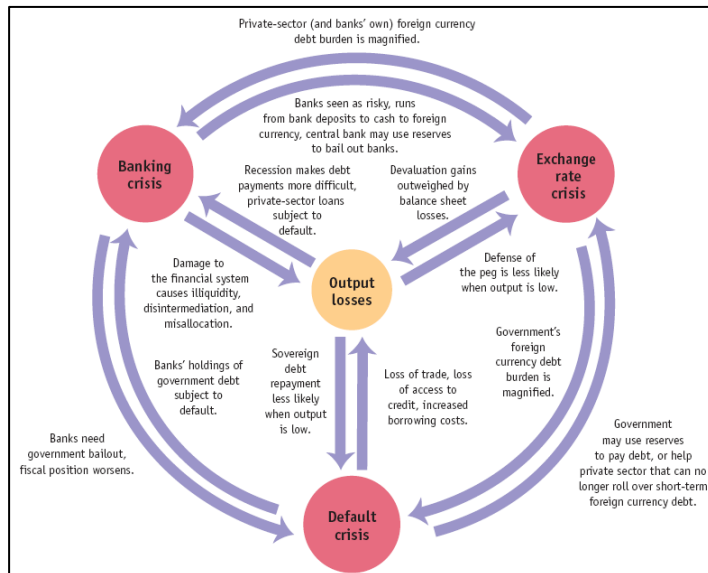 Private-sector (and banks' own) foreign currency
debt burden is magnified.
Banks seen as risky, runs
from bank deposits to cash to foreign
currency, central bank may use reserves
to bail out banks.
Banking
crisis
Exchange
rate
crisis
Recession makes debt
payments more difficult,
private-sector loans
subject to
default.
Devaluation gains
outweighed by
balance sheet
losses.
Damage to
the financial system
causes illiquidity,
disintermediation, and
misallocation.
Output
losses
Defense of
the peg is less likely
when output is low.
Banks' holdings of
government debt
subject to
default.
Sovereign
debt
repayment
less likely
when output
is low.
Loss of trade, loss
of access to
credit, increased
borrowing costs.
Government's
foreign
currency debt
burden is
magnified.
Banks need
government bailout,
fiscal position worsens.
Government
may use reserves
to pay debt, or help
private sector that can no
longer roll over short-term
foreign currency debt.
Default
crisis